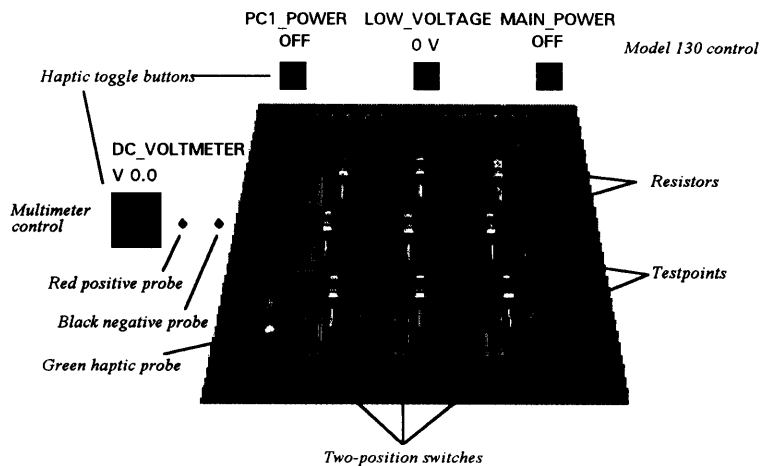 PC1_POWER LOW_VOLTAGE MAIN_POWER
OFF 0 V OFF
Model 130 control
Haptic toggle buttons
DC_VOLTMETER
V 0.0
Resistors
Multimeter
control
Red positive probe
Testpoints
Black negative probe
Green haptic probe
Two-position switches